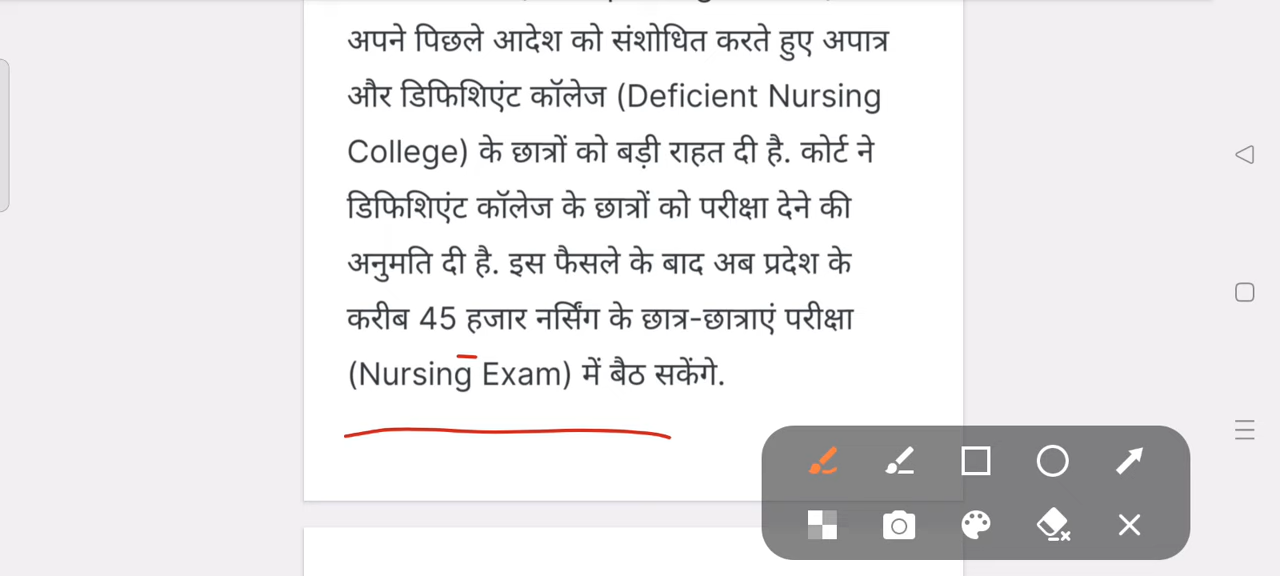 अपने पिछले आदेश को संशोधित करते हुए अपात्र
और डिफिशिएंट कॉलेज (Deficient Nursing
College) के छात्रों को बड़ी राहत दी है. कोर्ट ने
डिफिशिएंट कॉलेज के छात्रों को परीक्षा देने की
अनुमति दी है. इस फैसले के बाद अब प्रदेश के
करीब 45 हजार नर्सिंग के छात्र-छात्राएं परीक्षा
(Nursing Exam) में बैठ सकेंगे.